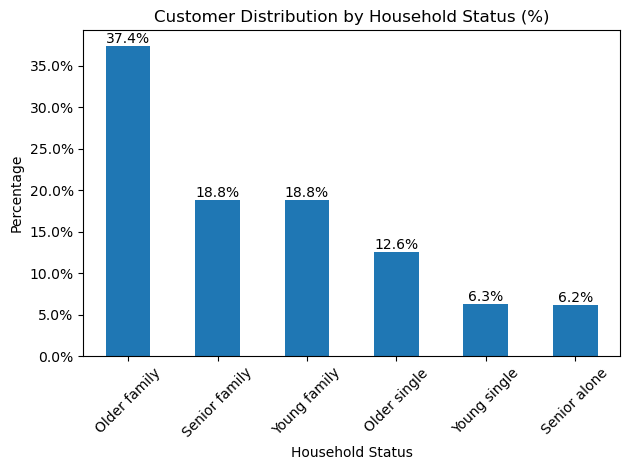 Customer Distribution by Household Status (%)
37.4%
18.8%
18.8%
12.6%
6.3%
6.2%
35.0%
30.0%
25.0%
20.0%
15.0%
10.0%
5.0%
0.0%
Percentage
Older family
Senior family
Young family
Older single
Young single
Senior alone
Household Status